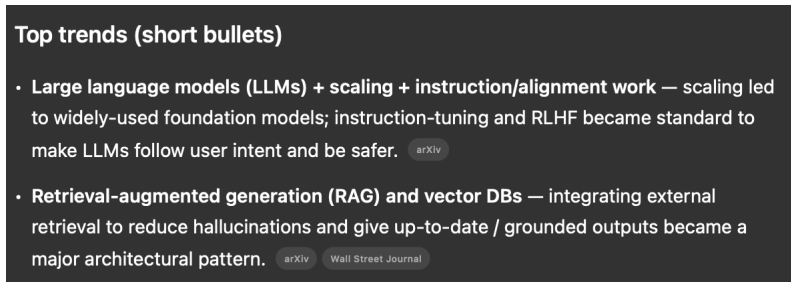 Top trends (short bullets)
• Large language models (LLMs) + scaling + instruction/alignment work — scaling led
to widely-used foundation models; instruction-tuning and RLHF became standard to
make LLMs follow user intent and be safer. arXiv
• Retrieval-augmented generation (RAG) and vector DBs — integrating external
retrieval to reduce hallucinations and give up-to-date / grounded outputs became a
major architectural pattern. arXiv Wall Street Journal